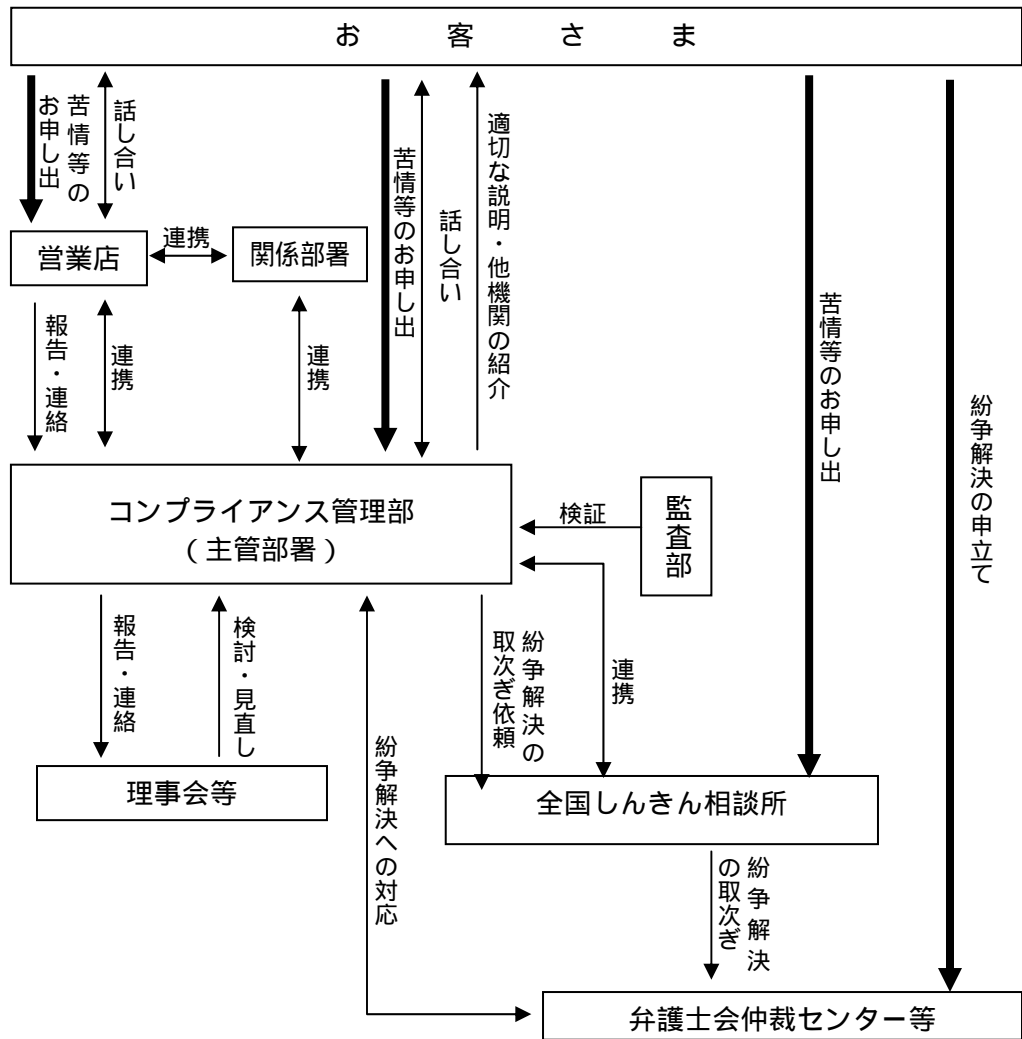 お客さま
苦情等の
お申し出
話し合い
苦情等のお申し出
話し合い
適切な説明・他機関の紹介
苦情等のお申し出
紛争解決の申立て
営業店
連携
関係部署
報告・連絡
連携
連携
コンプライアンス管理部
(主管部署)
検証
監査部
報告・連絡
検討・見直し
紛争解決への対応
紛争解決の
取次ぎ依頼
連携
理事会等
全国しんきん相談所
紛争解決
の取次ぎ
弁護士会仲裁センター等